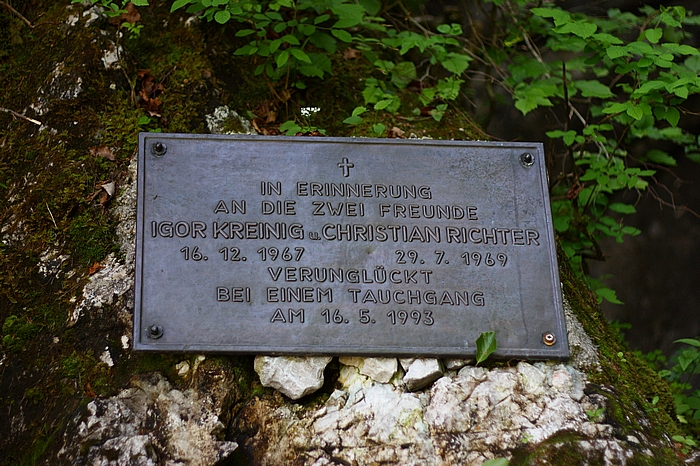 IN ERINNERUNG
AN DIE ZWEI FREUNDE
IGOR KREINIG u. CHRISTIAN RICHTER
16. 12. 1967 29. 7. 1969
VERUNGLÜCKT
BEI EINEM TAUCHGANG
AM 16. 5. 1993